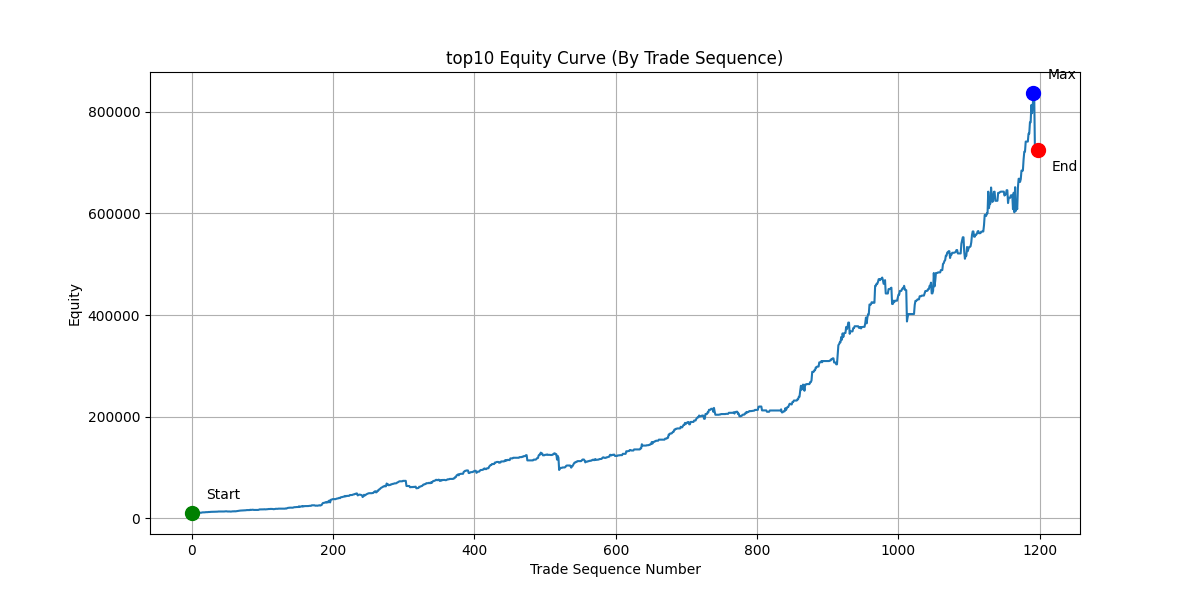 top10 Equity Curve (By Trade Sequence)
Max
800000
End
600000
Equity
400000
200000
Start
0
0 200 400 600 800 1000 1200
Trade Sequence Number